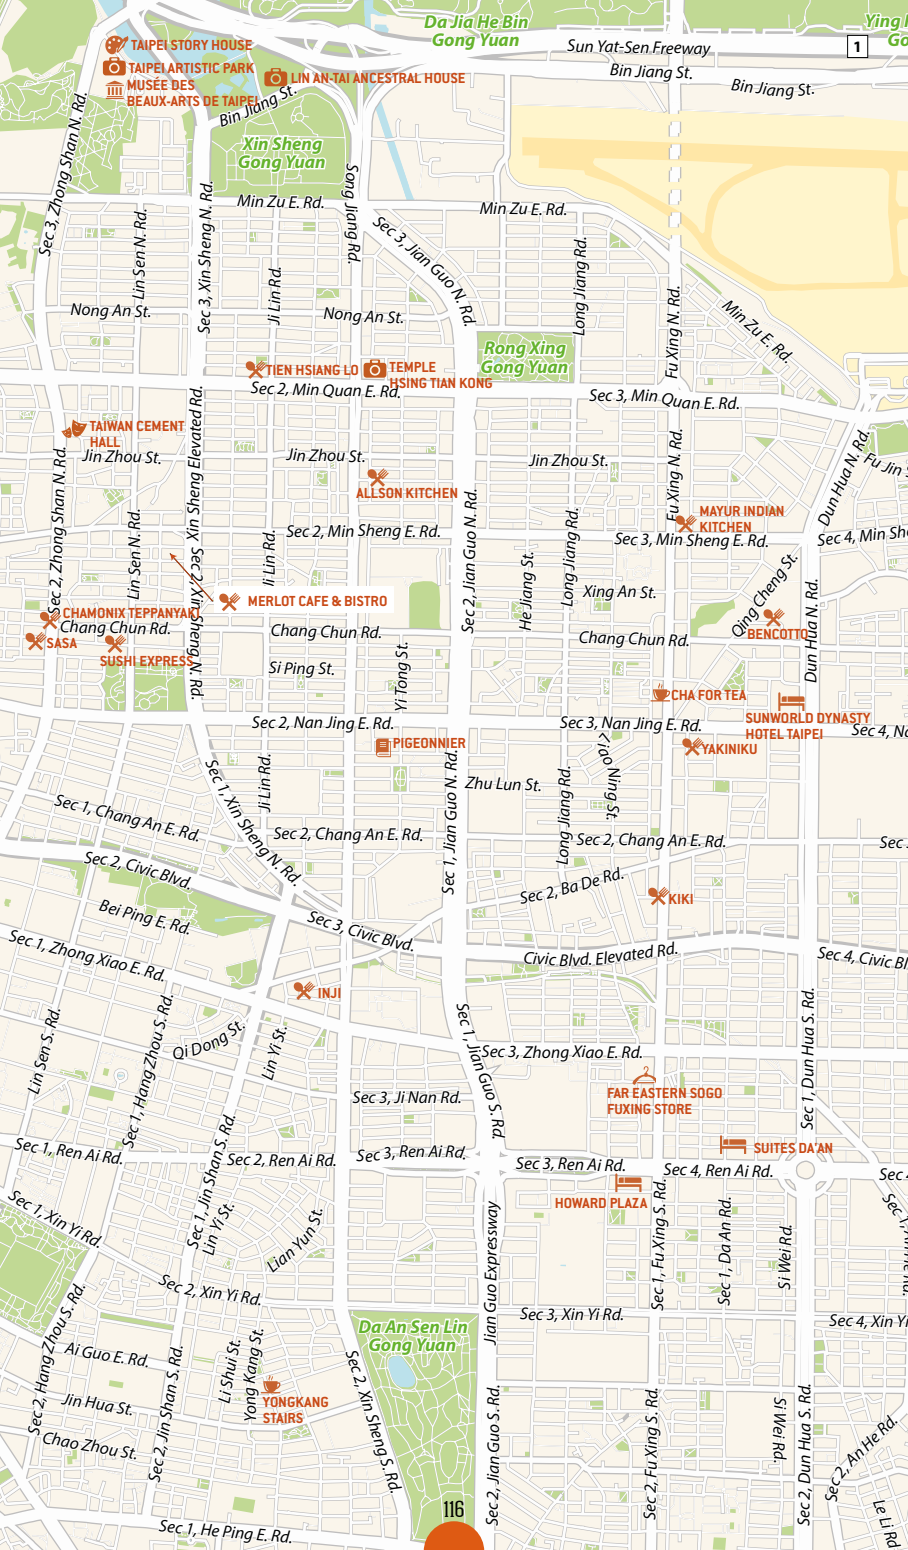 Da Jia He Bin
Gong Yuan
Ying
Go
Sun Yat-Sen Freeway
1
TAIPEI STORY HOUSE
TAIPEI ARTISTIC PARK
LIN AN-TAI ANCESTRAL HOUSE
MUSÉE DES
BEAUX-ARTS DE TAIPEI
Bin Jiang St.
Bin Jiang St.
Bin Jiang St.
Xin Sheng
Gong Yuan
Sec 3, Zhong Shan N. Rd.
Min Zu E. Rd.
Song Jiang Rd.
Min Zu E. Rd.
Lin Sen N. Rd.
Sec 3, Xin Sheng N. Rd.
Sec 3, Jian Guo N. Rd.
Long Jiang Rd.
Ji Lin Rd.
Nong An St.
Nong An St.
Fu Xing N. Rd.
Min Zu E. Rd.
Rong Xing
Gong Yuan
TIEN HSIANG LO
TEMPLE
HSING TIAN KONG
Sec 2, Min Quan E. Rd.
Sec 3, Min Quan E. Rd.
TAIWAN CEMENT
HALL
Jin Zhou St.
Jin Zhou St.
Jin Zhou St.
Xin Sheng Elevated Rd.
Fu Xing N. Rd.
Dun Hua N. Rd.
Fu Jin
ALLSON KITCHEN
Sec 2, Zhong Shan N. Rd.
Lin Sen N. Rd.
MAYUR INDIAN
KITCHEN
Sec 2, Min Sheng E. Rd.
Sec 3, Min Sheng E. Rd.
Sec 4, Min Sh
Sec 2, Xin Sheng N. Rd.
Ji Lin Rd.
Sec 2, Jian Guo N. Rd.
He Jiang St.
Long Jiang Rd.
Xing An St.
Qing Cheng St.
Dun Hua N. Rd.
MERLOT CAFE & BISTRO
CHAMONIX TEPPANYAKI
Chang Chun Rd.
Chang Chun Rd.
Chang Chun Rd.
BENCOTTO
SASA
SUSHI EXPRESS
Si Ping St.
Yi Tong St.
CHA FOR TEA
SUNWORLD DYNASTY
HOTEL TAIPEI
Sec 2, Nan Jing E. Rd.
Sec 3, Nan Jing E. Rd.
Sec 4, Na
PIGEONNIER
YAKINIKU
Liao Ning St.
Zhu Lun St.
Sec 1, Xin Sheng N. Rd.
Ji Lin Rd.
Sec 1, Jian Guo N. Rd.
Long Jiang Rd.
Sec 1, Chang An E. Rd.
Sec 2, Chang An E. Rd.
Sec 2, Chang An E. Rd.
Sec
Sec 2, Civic Blvd.
Sec 2, Ba De Rd.
KIKI
Bei Ping E. Rd.
Sec 3, Civic Blvd.
Civic Blvd. Elevated Rd.
Sec 4, Civic Bl
Sec 1, Zhong Xiao E. Rd.
INJI
Lin Sen S. Rd.
Sec 1, Hang Zhou S. Rd.
Qi Dong St.
Lin Yi St.
Sec 1, Jian Guo S. Rd.
Sec 3, Zhong Xiao E. Rd.
Sec 1, Dun Hua S. Rd.
FAR EASTERN SOGO
FUXING STORE
Sec 3, Ji Nan Rd.
Sec 1, Ren Ai Rd.
Sec 2, Ren Ai Rd.
Sec 3, Ren Ai Rd.
Sec 3, Ren Ai Rd.
SUITES DA'AN
Sec 4, Ren Ai Rd.
Sec
HOWARD PLAZA
Sec 1, Xin Yi Rd.
Sec 1, Jin Shan S. Rd.
Lin Yi St.
Lian Yun St.
Jian Guo Expressway
Sec 1, Fu Xing S. Rd.
Sec 1, Da An Rd.
Si Wei Rd.
Sec 2, Xin Yi Rd.
Sec 3, Xin Yi Rd.
Sec 4, Xin Yi
Da An Sen Lin
Gong Yuan
Sec 2, Hang Zhou S. Rd.
Ai Guo E. Rd.
Li Shui St.
Yong Kang St.
Jin Hua St.
YONGKANG
STAIRS
Chao Zhou St.
Sec 2, Jin Shan S. Rd.
Sec 2, Xin Sheng S. Rd.
Sec 2, Jian Guo S. Rd.
Sec 2, Fu Xing S. Rd.
Si Wei Rd.
Sec 2, Dun Hua S. Rd.
Sec 2, An He Rd.
Le Li Rd
Sec 1, He Ping E. Rd.
116